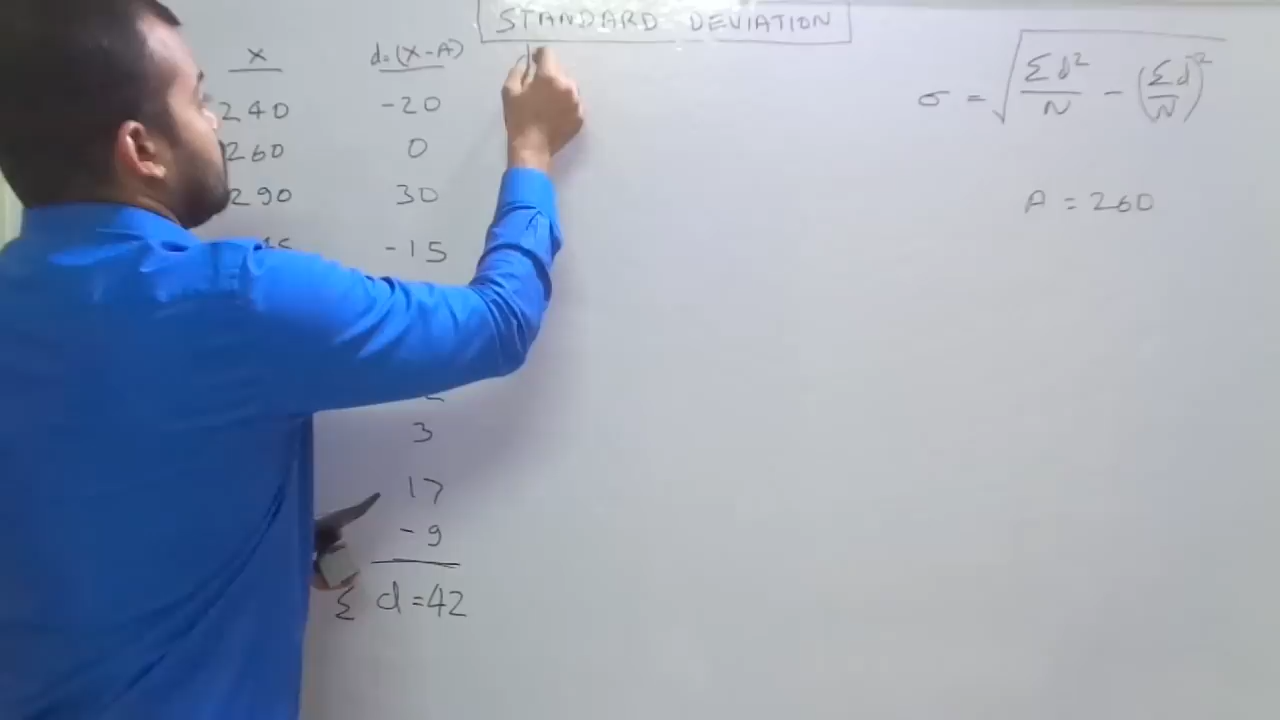 STANDARD DEVIATION
X d=(X-A) d
240 -20
260 0
290 30
-15
3
17
-9
Σ d=42
σ = √ Σd²/N - (Σd/N)²
A = 260